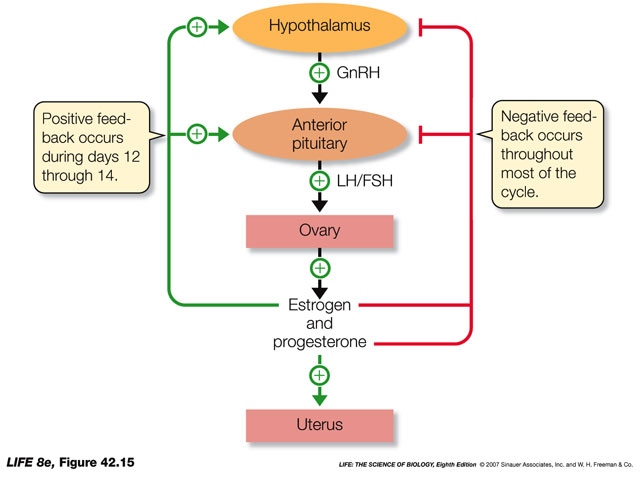 Hypothalamus
GnRH
Positive feed-
back occurs
during days 12
through 14.
Anterior
pituitary
Negative feed-
back occurs
throughout
most of the
cycle.
LH/FSH
Ovary
Estrogen
and
progesterone
Uterus
LIFE 8e, Figure 42.15
LIFE: THE SCIENCE OF BIOLOGY, Eighth Edition © 2007 Sinauer Associates, Inc. and W. H. Freeman & Co.